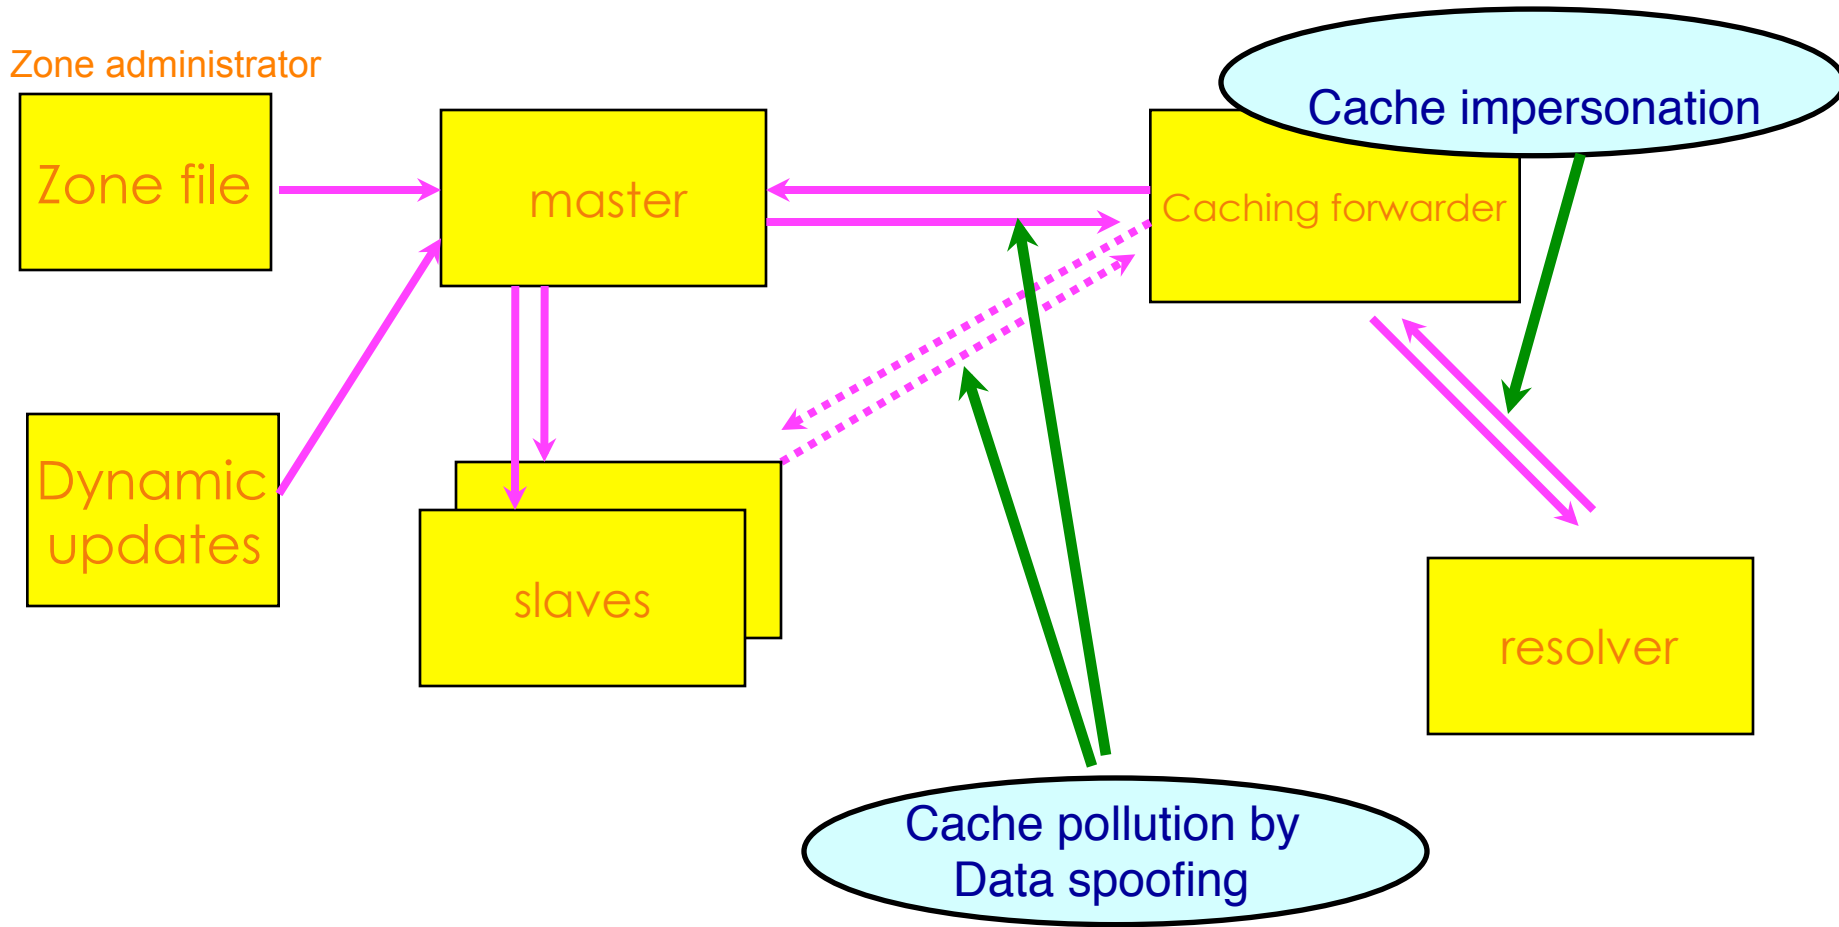 Zone administrator
Zone file
master
Cache impersonation
Caching forwarder
Dynamic
updates
slaves
resolver
Cache pollution by
Data spoofing